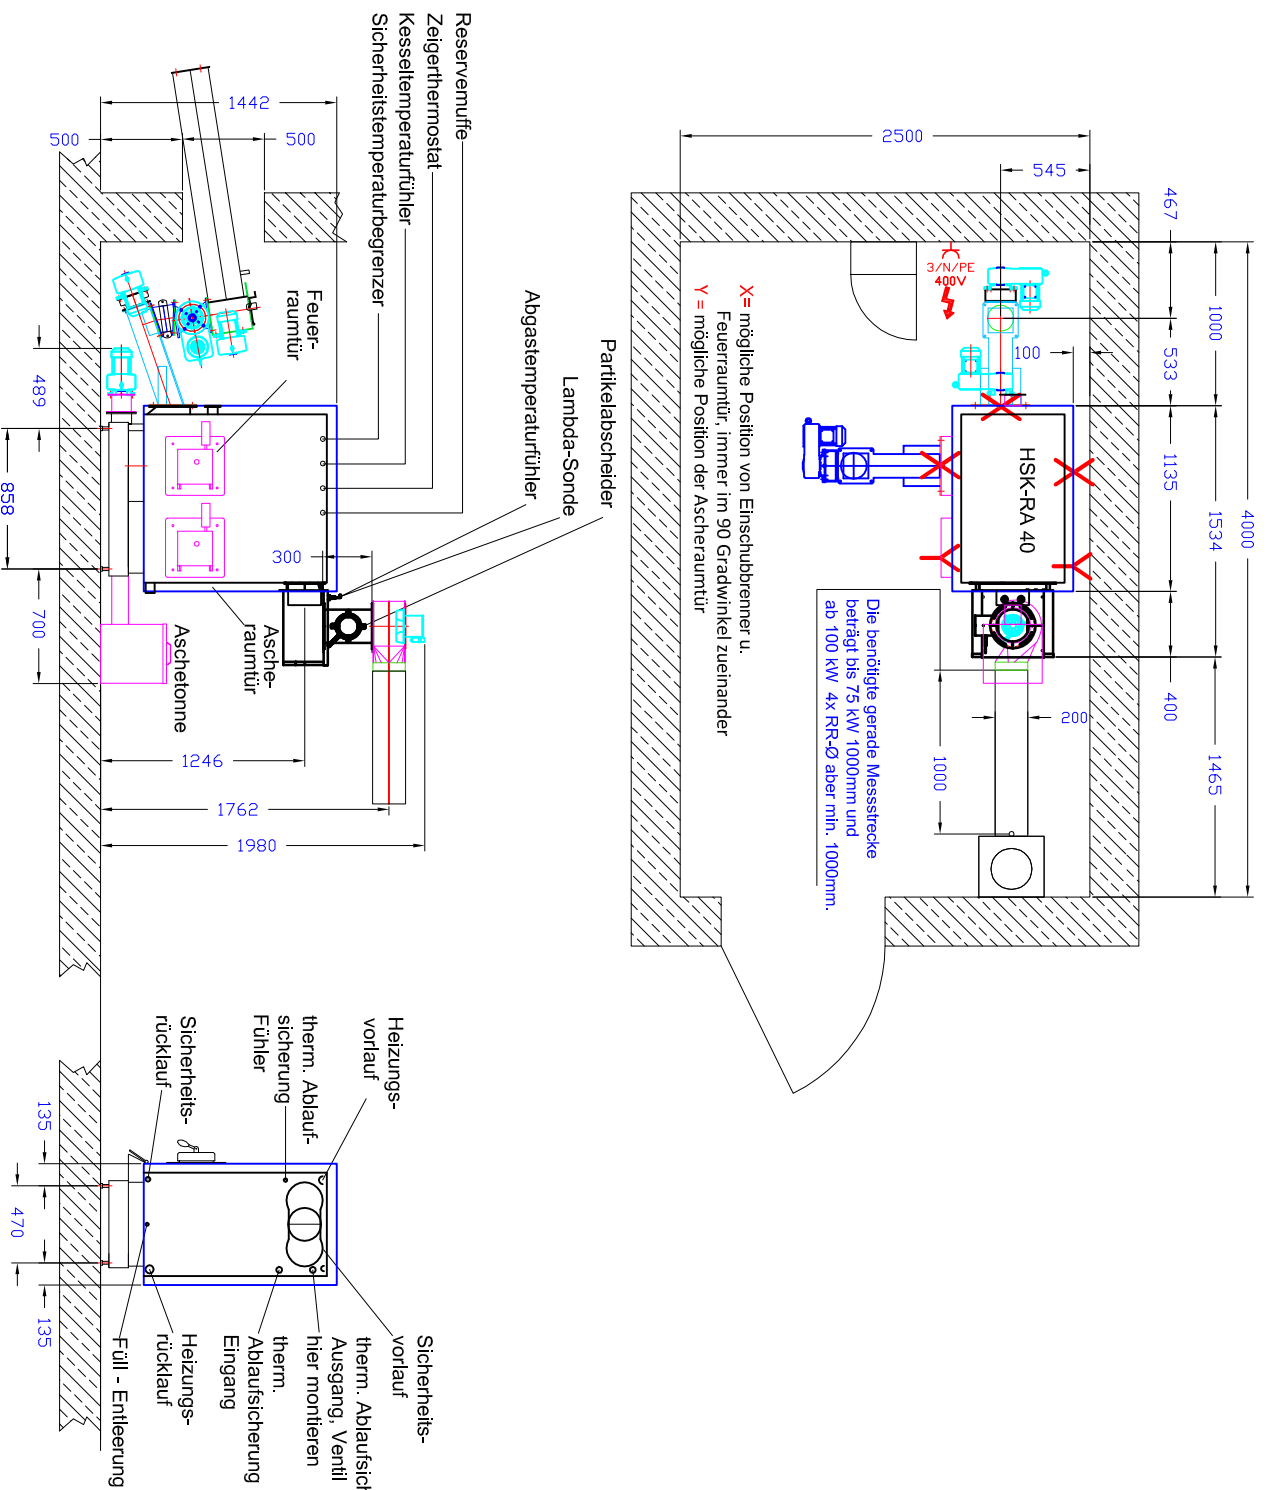 Reservemuffe
Zeigerthermostat
Kesseltemperaturfühler
Sicherheitstemperaturbegrenzer
Partikelabscheider
Lambda-Sonde
Abgastemperaturfühler
Feuer-
raumtür
Asche-
raumtür
Aschetonne
1442
500
500
489
858
700
300
1246
1762
1980
4000
1000
1534
1465
467
533
1135
400
2500
545
100
200
1000
3/N/PE
400V
HSK-RA 40
X= mögliche Position von Einschubbrenner u.
Feuerraumtür, immer im 90 Gradwinkel zueinander
Y = mögliche Position der Ascheraumtür
Die benötigte gerade Messstrecke
beträgt bis 75 kW 1000mm und
ab 100 kW 4x RR-Ø aber min. 1000mm.
Heizungs-
vorlauf
therm. Ablauf-
sicherung
Fühler
Sicherheits-
rücklauf
Sicherheits-
vorlauf
therm. Ablaufsich
Ausgang, Ventil
hier montieren
therm.
Ablaufsicherung
Eingang
Heizungs-
rücklauf
Füll - Entleerung
135
470
135